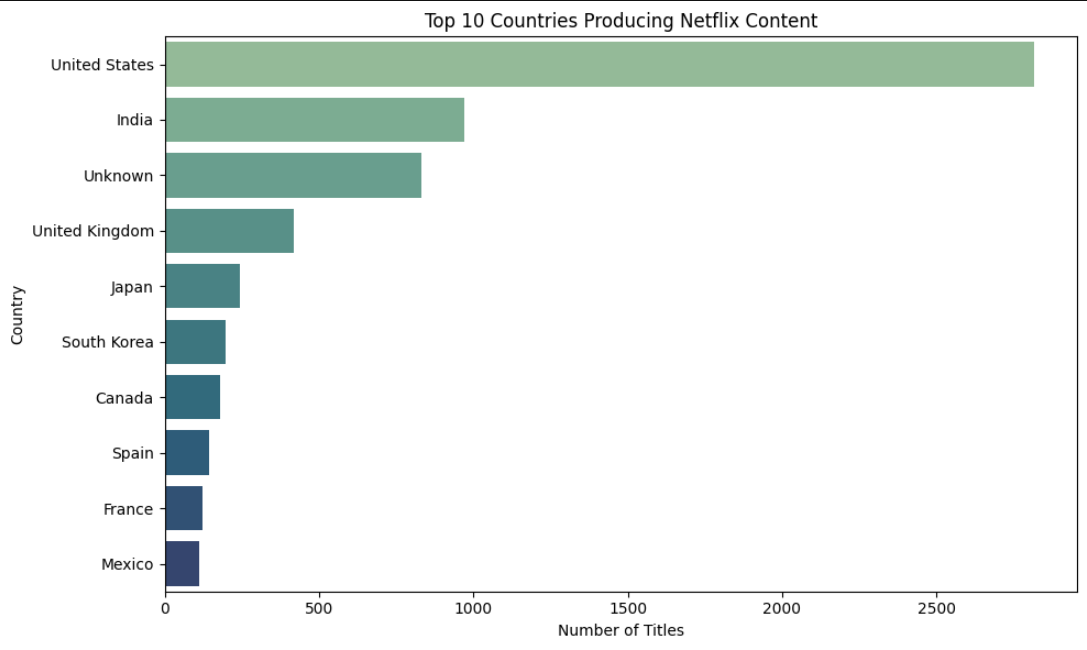 Top 10 Countries Producing Netflix Content
United States
India
Unknown
United Kingdom
Japan
South Korea
Canada
Spain
France
Mexico
Country
0 500 1000 1500 2000 2500
Number of Titles